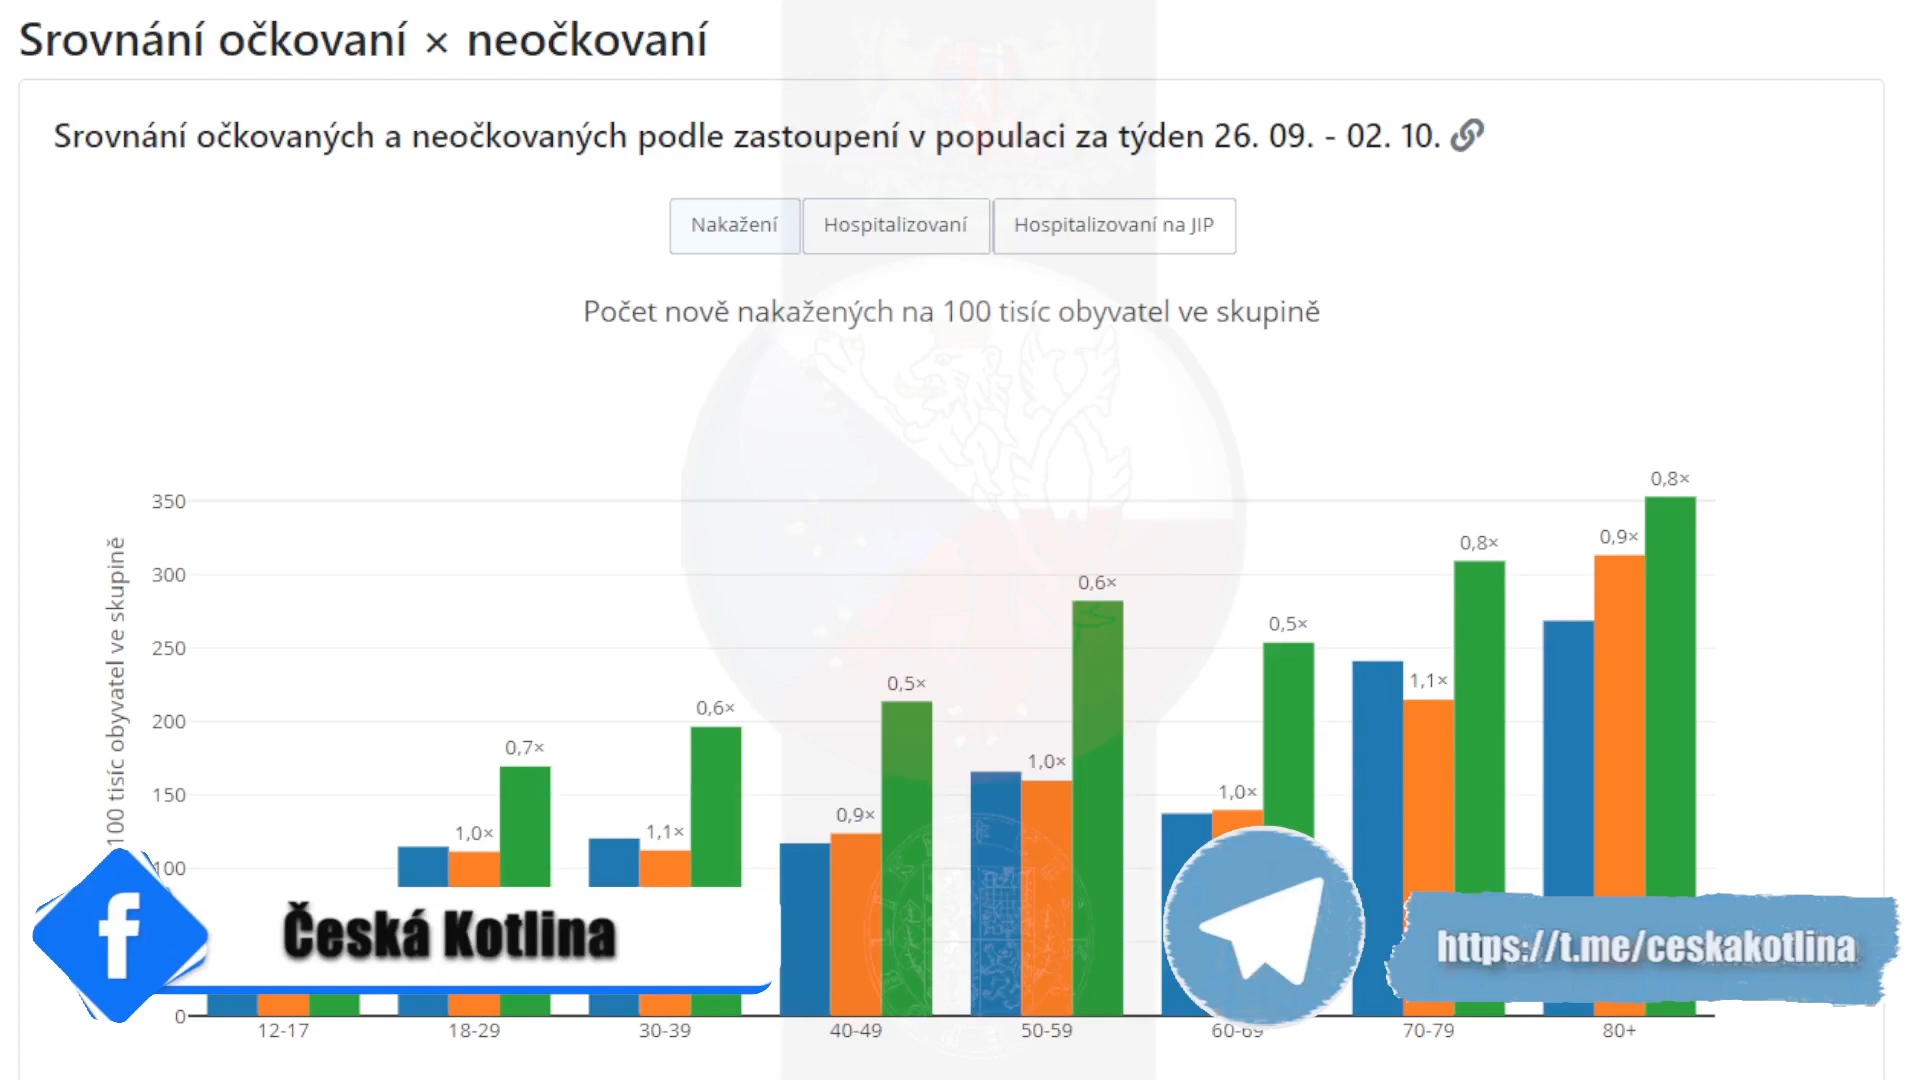 Srovnání očkovaní × neočkovaní
Srovnání očkovaných a neočkovaných podle zastoupení v populaci za týden 26. 09. - 02. 10.
Nakažení
Hospitalizovaní
Hospitalizovaní na JIP
Počet nově nakažených na 100 tisíc obyvatel ve skupině
100 tisíc obyvatel ve skupině
350
300
250
200
150
100
0
0,7×
1,0×
0,6×
1,1×
0,5×
0,9×
0,6×
1,0×
0,5×
1,0×
0,8×
1,1×
0,8×
0,9×
f
Česká Kotlina
https://t.me/ceskakotlina
12-17
18-29
30-39
40-49
50-59
60-69
70-79
80+